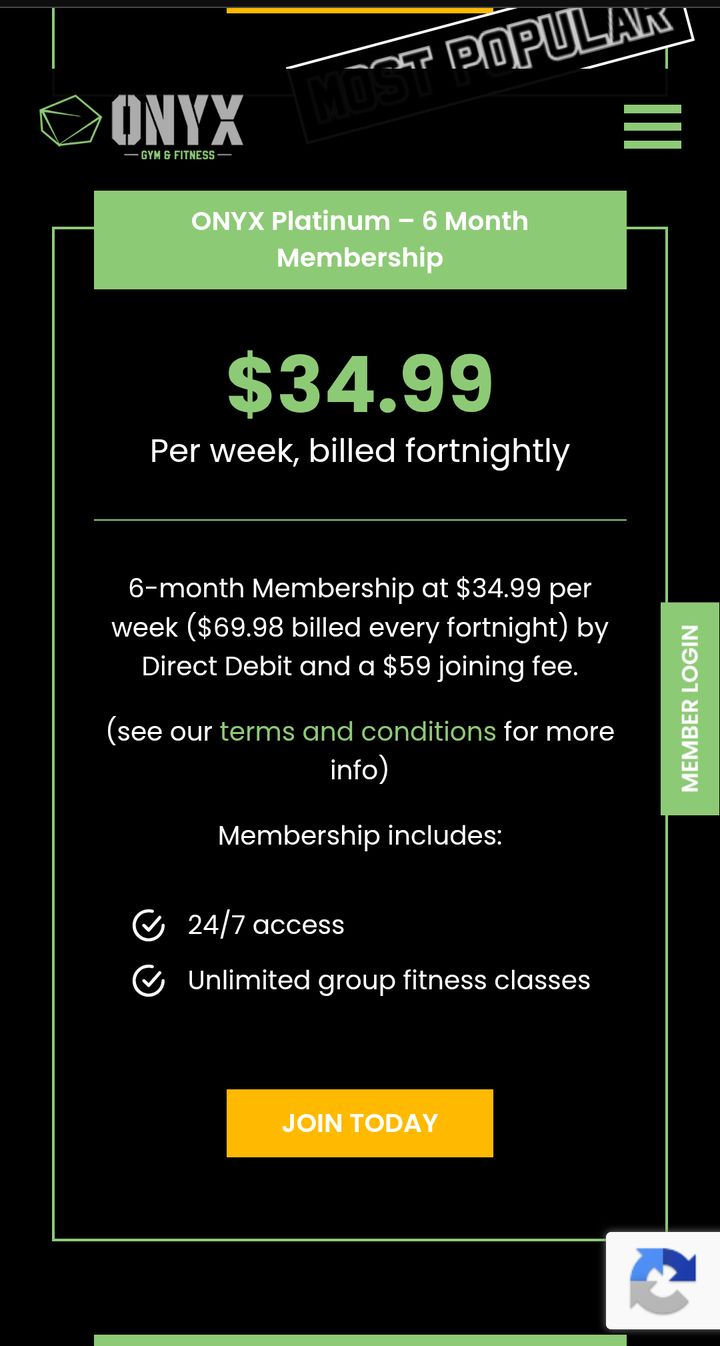 MOST POPULAR
ONYX
GYM & FITNESS
ONYX Platinum – 6 Month
Membership
$34.99
Per week, billed fortnightly
6-month Membership at $34.99 per
week ($69.98 billed every fortnight) by
Direct Debit and a $59 joining fee.
(see our terms and conditions for more
info)
MEMBER LOGIN
Membership includes:
24/7 access
Unlimited group fitness classes
JOIN TODAY